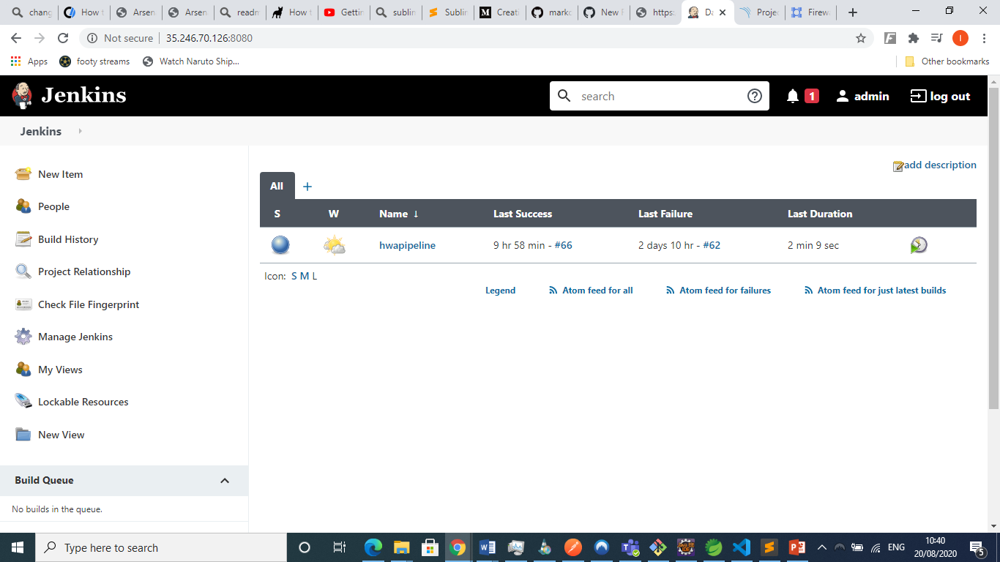 chang
How t
Arsen
Arsen
readm
How t
Gettin
sublin
Sublin
Creati
markd
New F
https:
Da
Projec
Firewa
Not secure
35.246.70.126:8080
Apps
footy streams
Watch Naruto Ship...
Other bookmarks
Jenkins
search
1
admin
log out
Jenkins
New Item
People
Build History
Project Relationship
Check File Fingerprint
Manage Jenkins
My Views
Lockable Resources
New View
Build Queue
No builds in the queue.
add description
All +
S W Name ↓ Last Success Last Failure Last Duration
hwapipeline 9 hr 58 min - #66 2 days 10 hr - #62 2 min 9 sec
Icon: S M L
Legend Atom feed for all Atom feed for failures Atom feed for just latest builds
Type here to search
ENG
10:40
20/08/2020
5